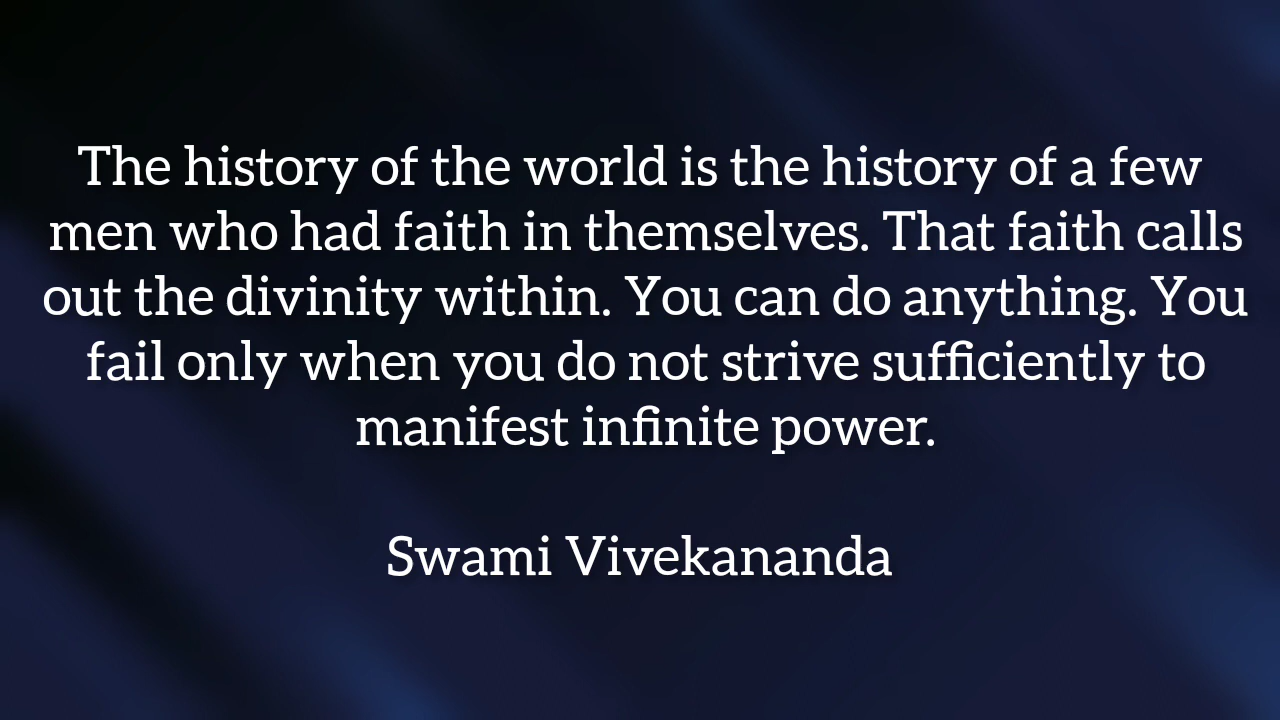 The history of the world is the history of a few
men who had faith in themselves. That faith calls
out the divinity within. You can do anything. You
fail only when you do not strive sufficiently to
manifest infinite power.
Swami Vivekananda